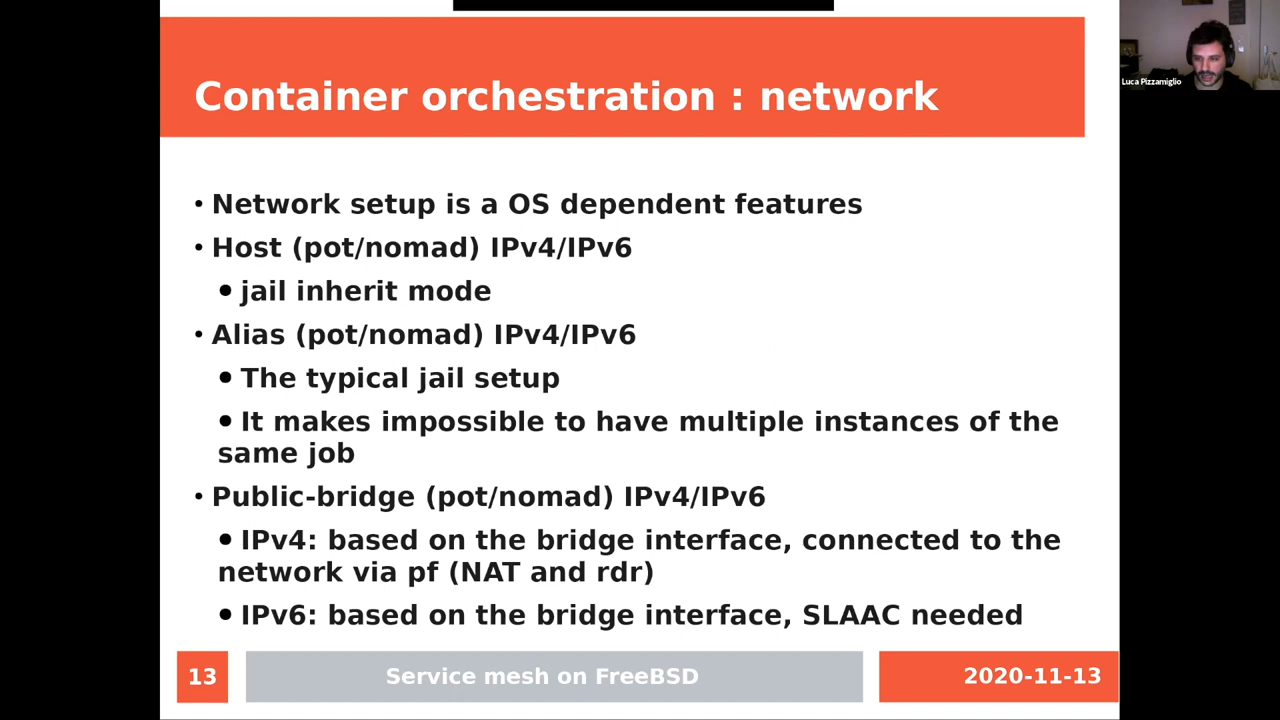 Container orchestration : network
Luca Pizzamiglio
• Network setup is a OS dependent features
• Host (pot/nomad) IPv4/IPv6
● jail inherit mode
• Alias (pot/nomad) IPv4/IPv6
● The typical jail setup
● It makes impossible to have multiple instances of the
same job
• Public-bridge (pot/nomad) IPv4/IPv6
● IPv4: based on the bridge interface, connected to the
network via pf (NAT and rdr)
● IPv6: based on the bridge interface, SLAAC needed
13
Service mesh on FreeBSD
2020-11-13